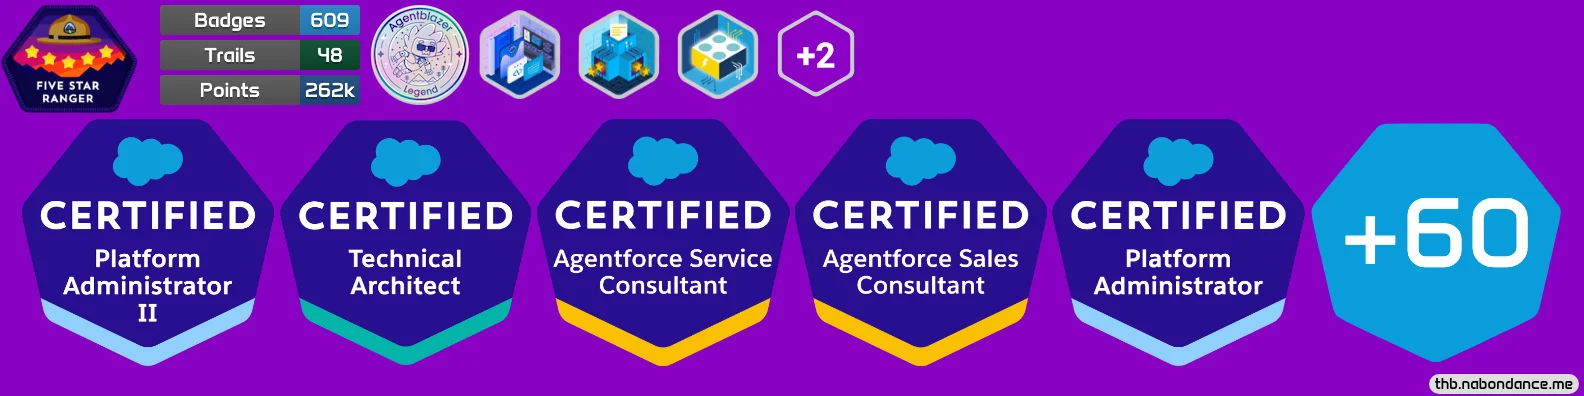 FIVE STAR
RANGER
Badges 609
Trails 48
Points 262k
Agentblazer
Legend
+2
CERTIFIED
Platform
Administrator
II
CERTIFIED
Technical
Architect
CERTIFIED
Agentforce Service
Consultant
CERTIFIED
Agentforce Sales
Consultant
CERTIFIED
Platform
Administrator
+60
thb.nabondance.me